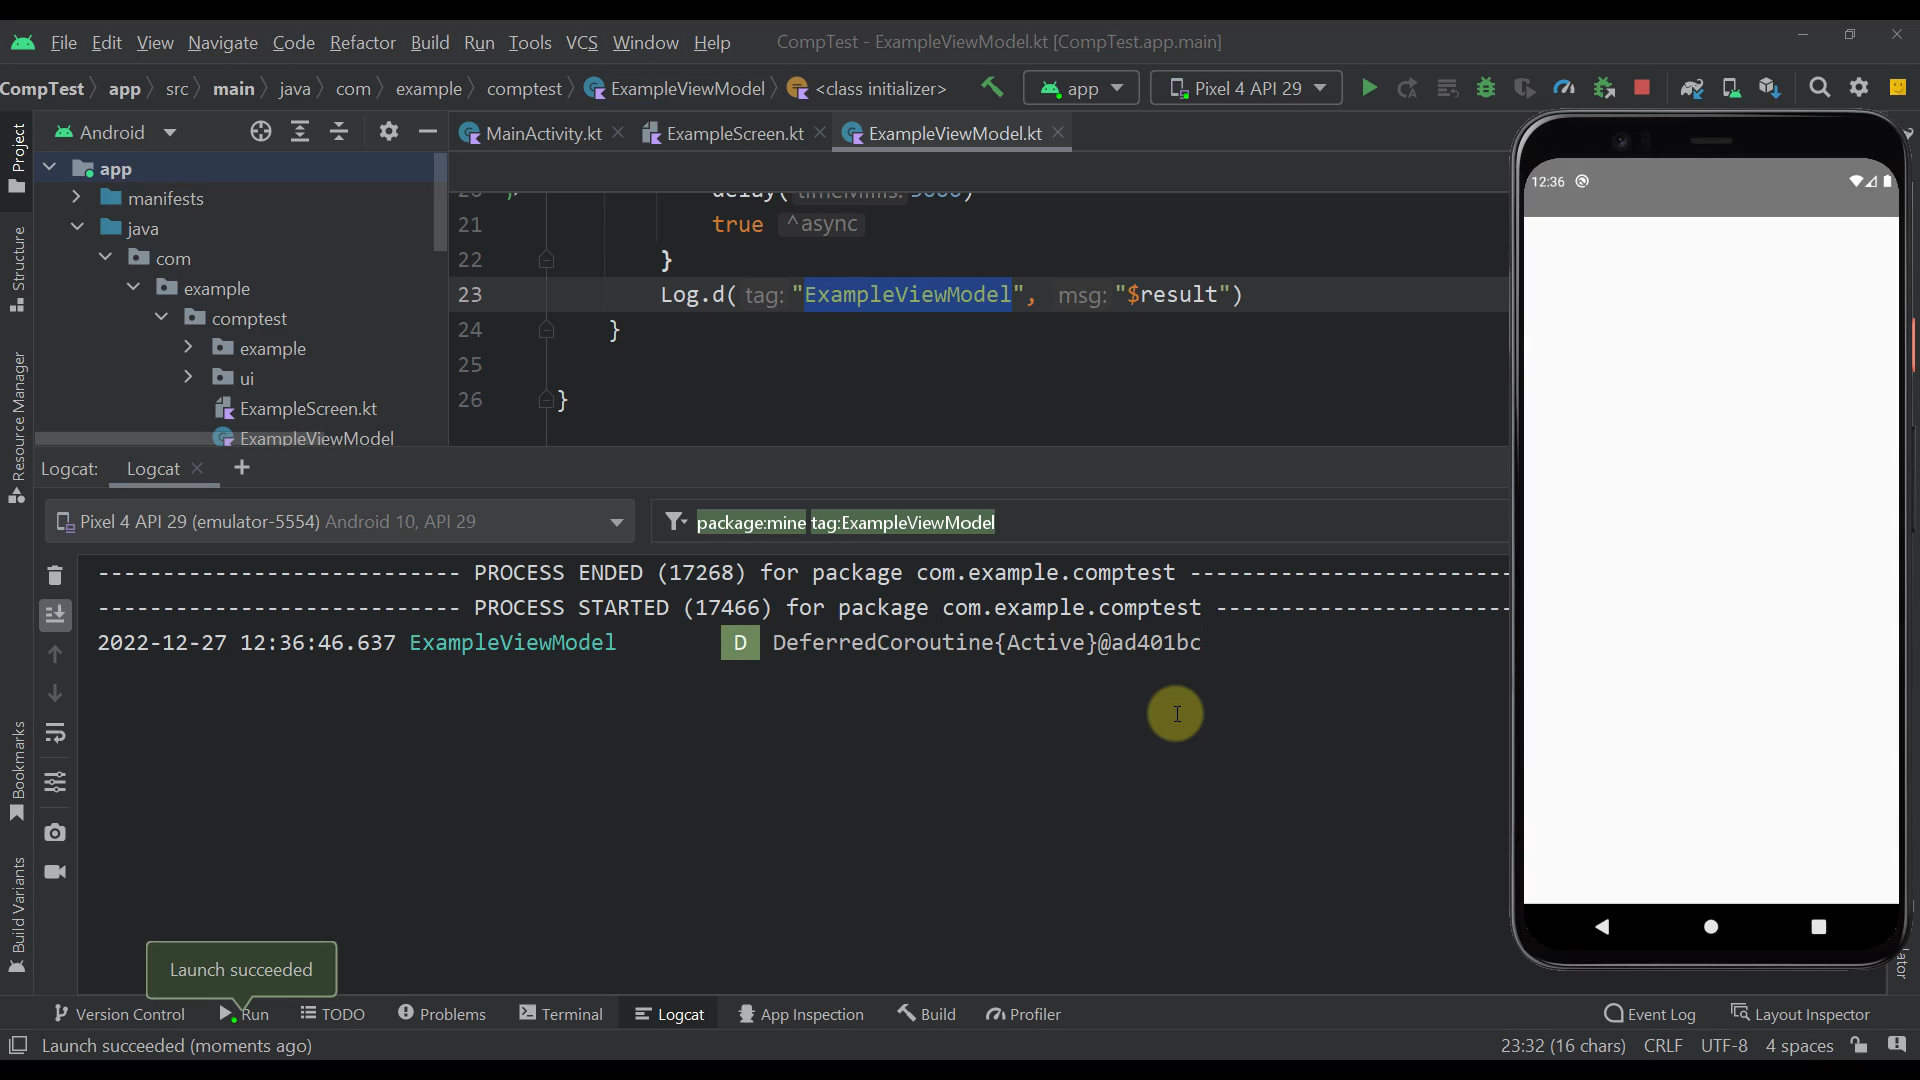 File Edit View Navigate Code Refactor Build Run Tools VCS Window Help CompTest - ExampleViewModel.kt [CompTest.app.main]
CompTest app src main java com example comptest ExampleViewModel <class initializer> app Pixel 4 API 29
Project
Structure
Resource Manager
Bookmarks
Build Variants
Android
app
manifests
java
com
example
comptest
example
ui
ExampleScreen.kt
ExampleViewModel
MainActivity.kt ExampleScreen.kt ExampleViewModel.kt
21 true ^async
22 }
23 Log.d( tag: "ExampleViewModel", msg: "$result")
24 }
25
26 }
Logcat: Logcat
Pixel 4 API 29 (emulator-5554) Android 10, API 29
package:mine tag:ExampleViewModel
---------------------------- PROCESS ENDED (17268) for package com.example.comptest -------------------------
---------------------------- PROCESS STARTED (17466) for package com.example.comptest -----------------------
2022-12-27 12:36:46.637 ExampleViewModel D DeferredCoroutine{Active}@ad401bc
12:36
Launch succeeded
Version Control Run TODO Problems Terminal Logcat App Inspection Build Profiler Event Log Layout Inspector
Launch succeeded (moments ago) 23:32 (16 chars) CRLF UTF-8 4 spaces